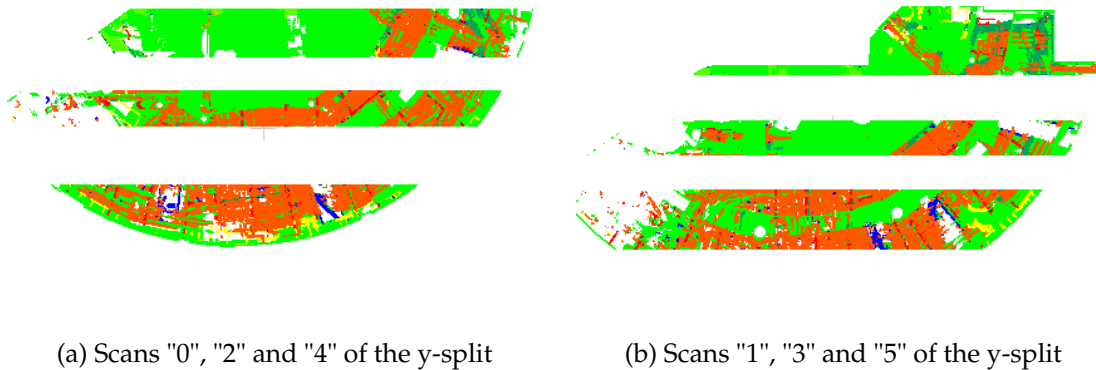 (a) Scans "0", "2" and "4" of the y-split
(b) Scans "1", "3" and "5" of the y-split